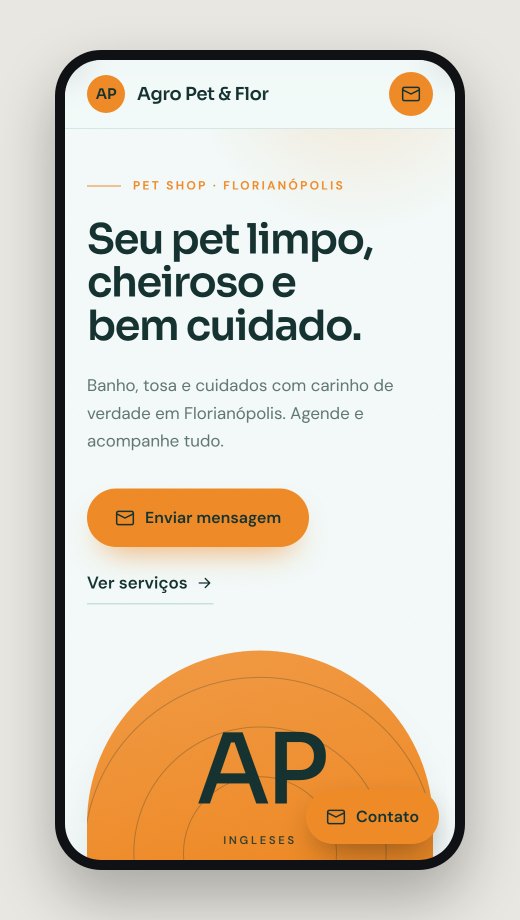 AP
Agro Pet & Flor
PET SHOP · FLORIANÓPOLIS
Seu pet limpo,
cheiroso e
bem cuidado.
Banho, tosa e cuidados com carinho de
verdade em Florianópolis. Agende e
acompanhe tudo.
Enviar mensagem
Ver serviços →
AP
Contato
INGLESES